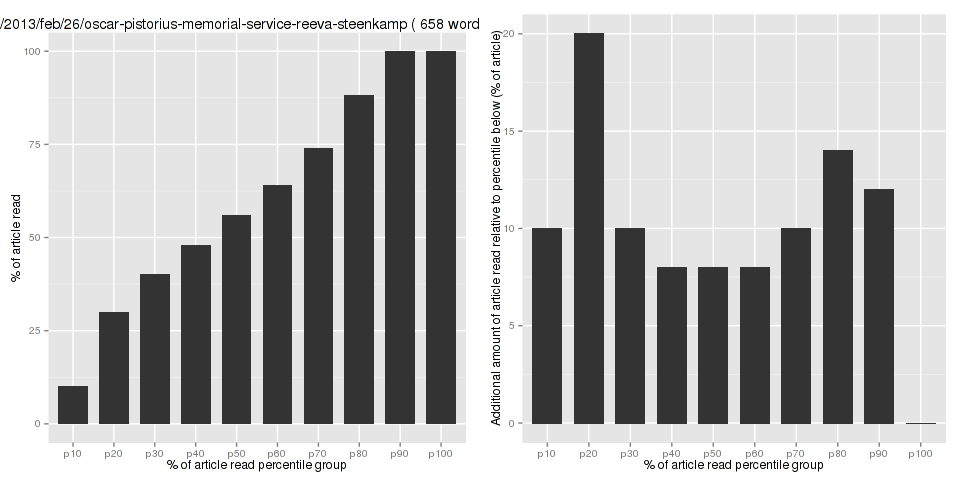 /2013/feb/26/oscar-pistorius-memorial-service-reeva-steenkamp ( 658 word
% of article read
100
75
50
25
0
p10 p20 p30 p40 p50 p60 p70 p80 p90 p100
% of article read percentile group
Additional amount of article read relative to percentile below (% of article)
20
15
10
5
0
p10 p20 p30 p40 p50 p60 p70 p80 p90 p100
% of article read percentile group